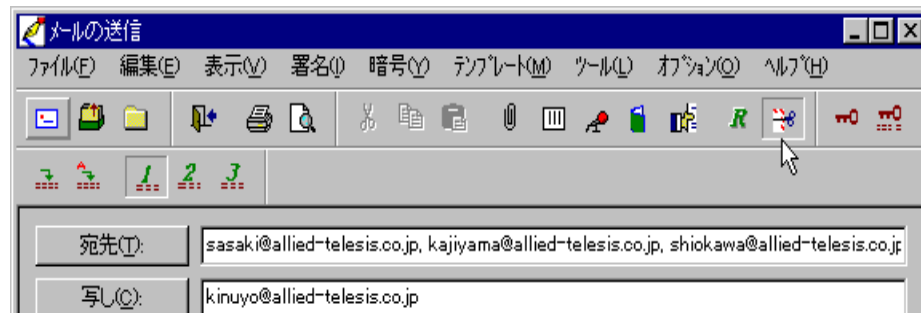 メールの送信
ファイル(F) 編集(E) 表示(V) 署名(I) 暗号(Y) テンプレート(M) ツール(L) オプション(O) ヘルプ(H)
R
A
1 2 3
宛先(T): sasaki@allied-telesis.co.jp, kajiyama@allied-telesis.co.jp, shiokawa@allied-telesis.co.jp
写し(C): kinuyo@allied-telesis.co.jp